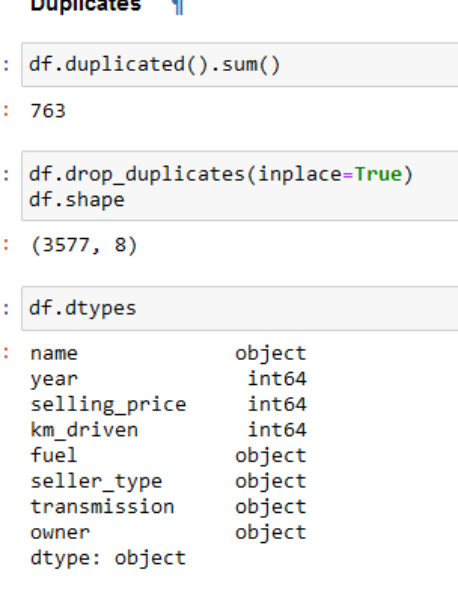 Duplicates ¶
: df.duplicated().sum()
: 763
: df.drop_duplicates(inplace=True)
df.shape
: (3577, 8)
: df.dtypes
: name object
year int64
selling_price int64
km_driven int64
fuel object
seller_type object
transmission object
owner object
dtype: object